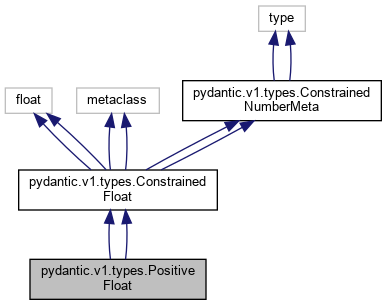 type
float
metaclass
pydantic.v1.types.Constrained
NumberMeta
pydantic.v1.types.Constrained
Float
pydantic.v1.types.Positive
Float